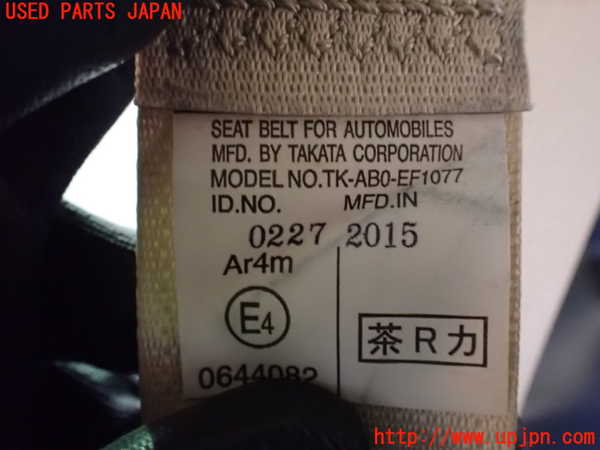 USED PARTS JAPAN
SEAT BELT FOR AUTOMOBILES
MFD. BY TAKATA CORPORATION
MODEL NO.TK-AB0-EF1077
ID.NO. MFD.IN
0227 2015
Ar4m
E4
茶Rカ
0644082
http://www.upjpn.com/